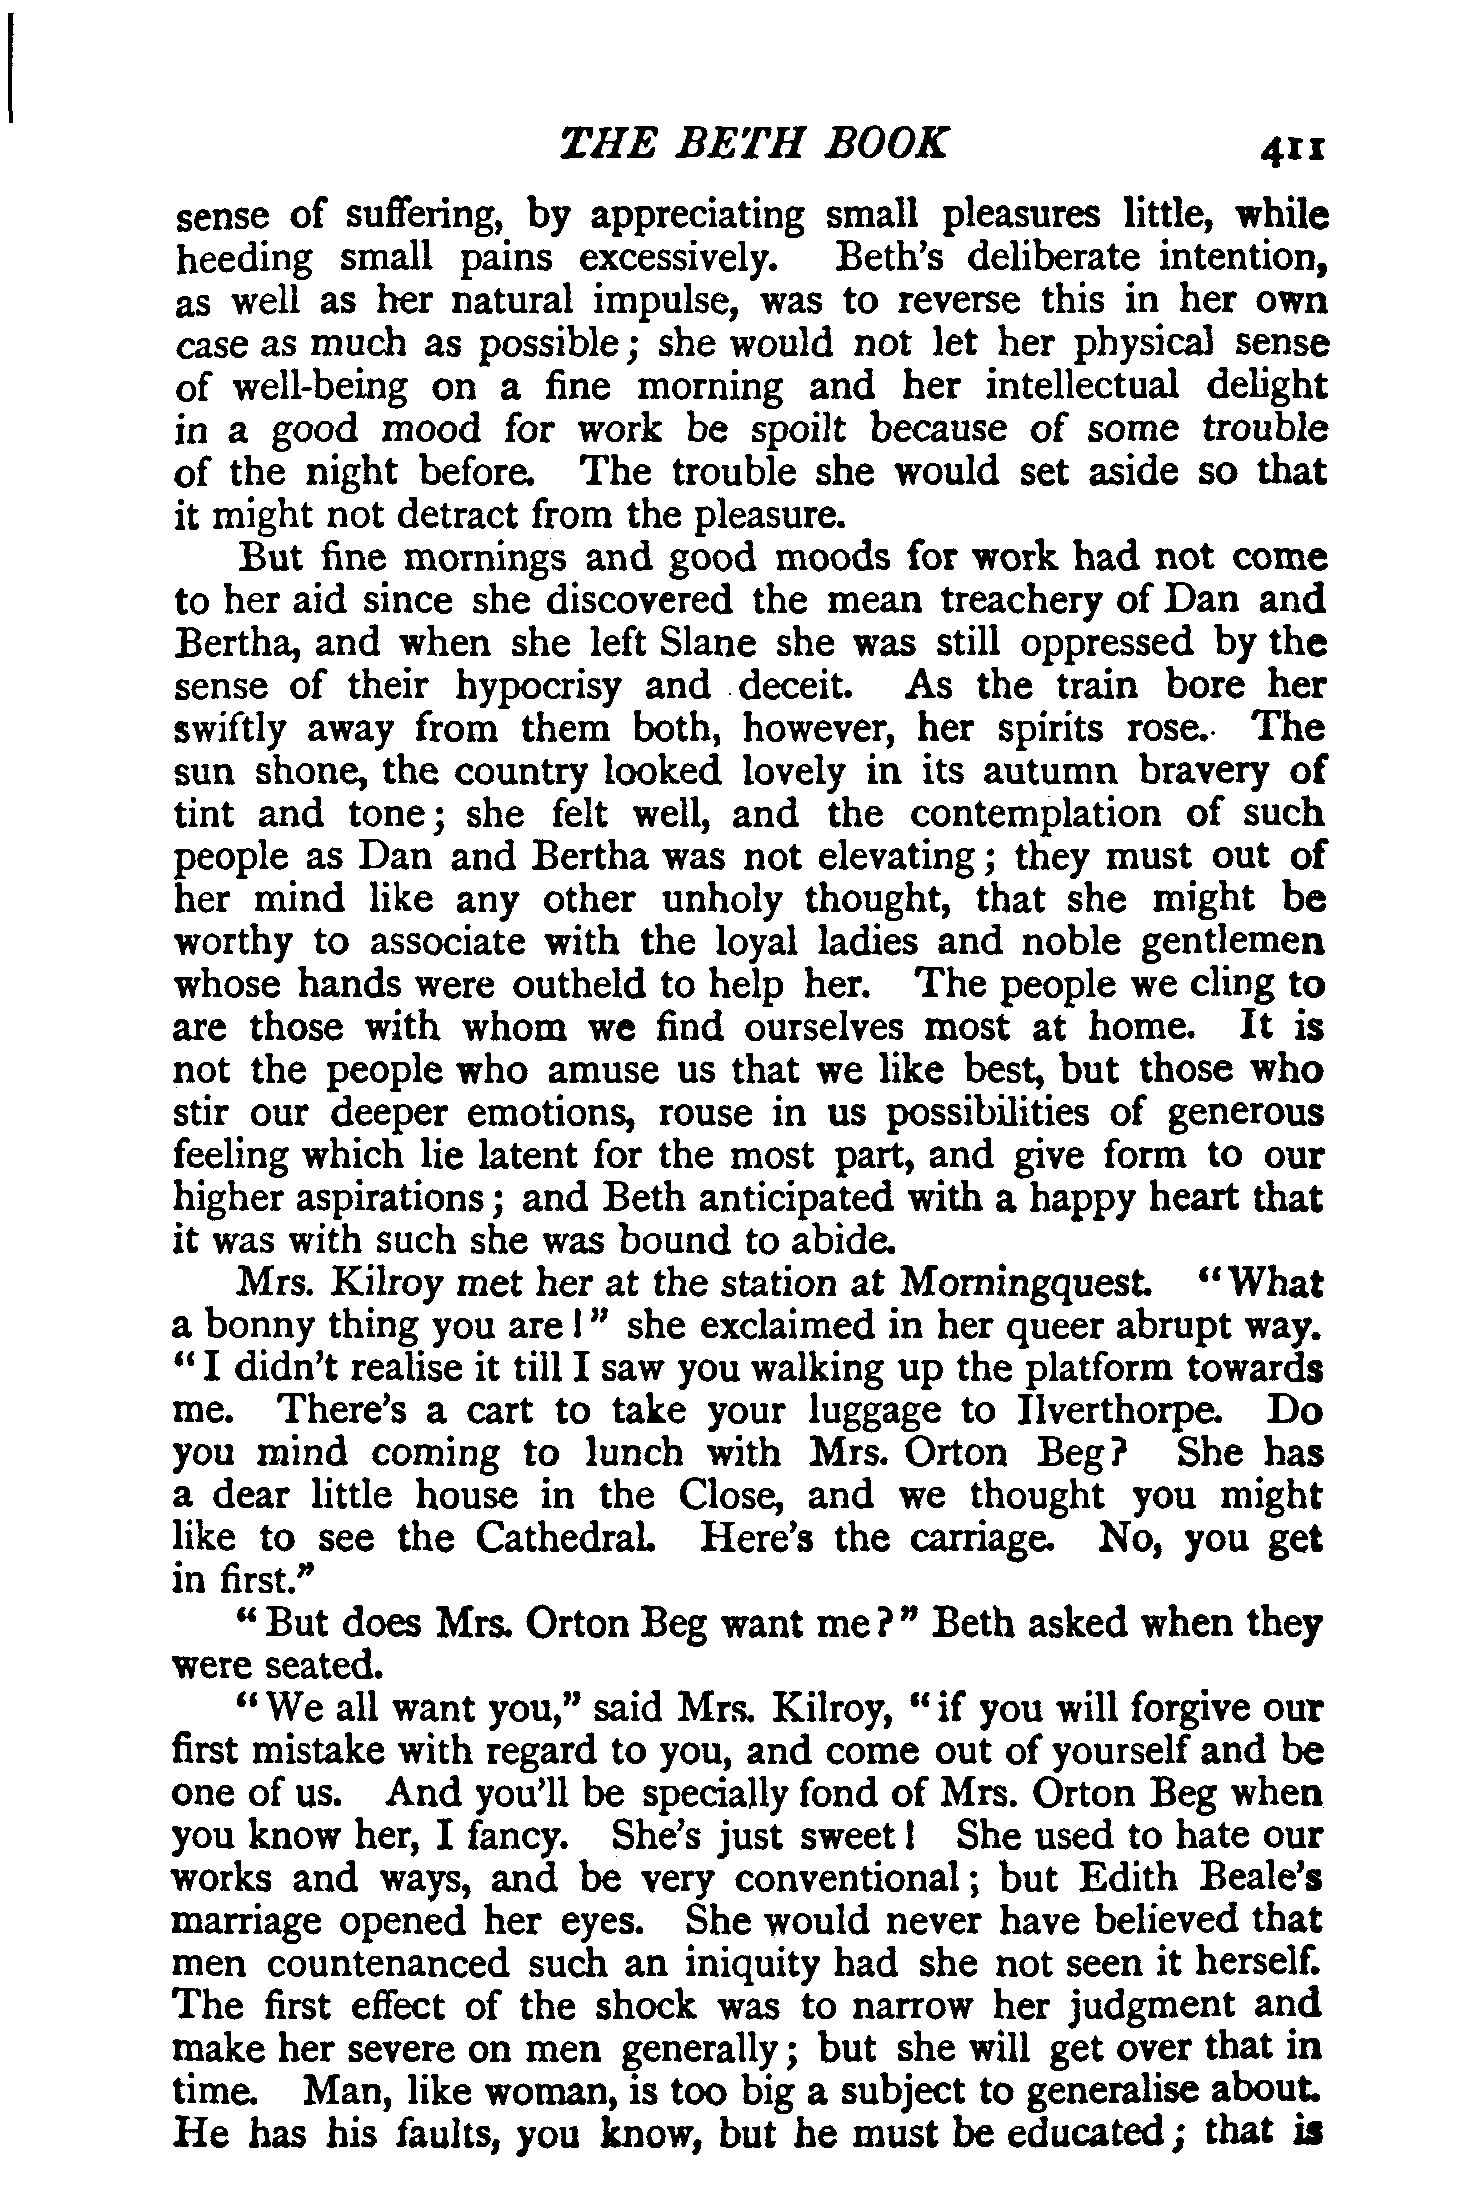 THE BETH BOOK 411
sense of suffering, by appreciating small pleasures little, while
heeding small pains excessively. Beth's deliberate intention,
as well as her natural impulse, was to reverse this in her own
case as much as possible; she would not let her physical sense
of well-being on a fine morning and her intellectual delight
in a good mood for work be spoilt because of some trouble
of the night before. The trouble she would set aside so that
it might not detract from the pleasure.
But fine mornings and good moods for work had not come
to her aid since she discovered the mean treachery of Dan and
Bertha, and when she left Slane she was still oppressed by the
sense of their hypocrisy and deceit. As the train bore her
swiftly away from them both, however, her spirits rose. The
sun shone, the country looked lovely in its autumn bravery of
tint and tone; she felt well, and the contemplation of such
people as Dan and Bertha was not elevating; they must out of
her mind like any other unholy thought, that she might be
worthy to associate with the loyal ladies and noble gentlemen
whose hands were outheld to help her. The people we cling to
are those with whom we find ourselves most at home. It is
not the people who amuse us that we like best, but those who
stir our deeper emotions, rouse in us possibilities of generous
feeling which lie latent for the most part, and give form to our
higher aspirations; and Beth anticipated with a happy heart that
it was with such she was bound to abide.
Mrs. Kilroy met her at the station at Morningquest. "What
a bonny thing you are!" she exclaimed in her queer abrupt way.
"I didn't realise it till I saw you walking up the platform towards
me. There's a cart to take your luggage to Ilverthorpe. Do
you mind coming to lunch with Mrs. Orton Beg? She has
a dear little house in the Close, and we thought you might
like to see the Cathedral. Here's the carriage. No, you get
in first."
"But does Mrs. Orton Beg want me?" Beth asked when they
were seated.
"We all want you," said Mrs. Kilroy, "if you will forgive our
first mistake with regard to you, and come out of yourself and be
one of us. And you'll be specially fond of Mrs. Orton Beg when
you know her, I fancy. She's just sweet! She used to hate our
works and ways, and be very conventional; but Edith Beale's
marriage opened her eyes. She would never have believed that
men countenanced such an iniquity had she not seen it herself.
The first effect of the shock was to narrow her judgment and
make her severe on men generally; but she will get over that in
time. Man, like woman, is too big a subject to generalise about.
He has his faults, you know, but he must be educated; that is